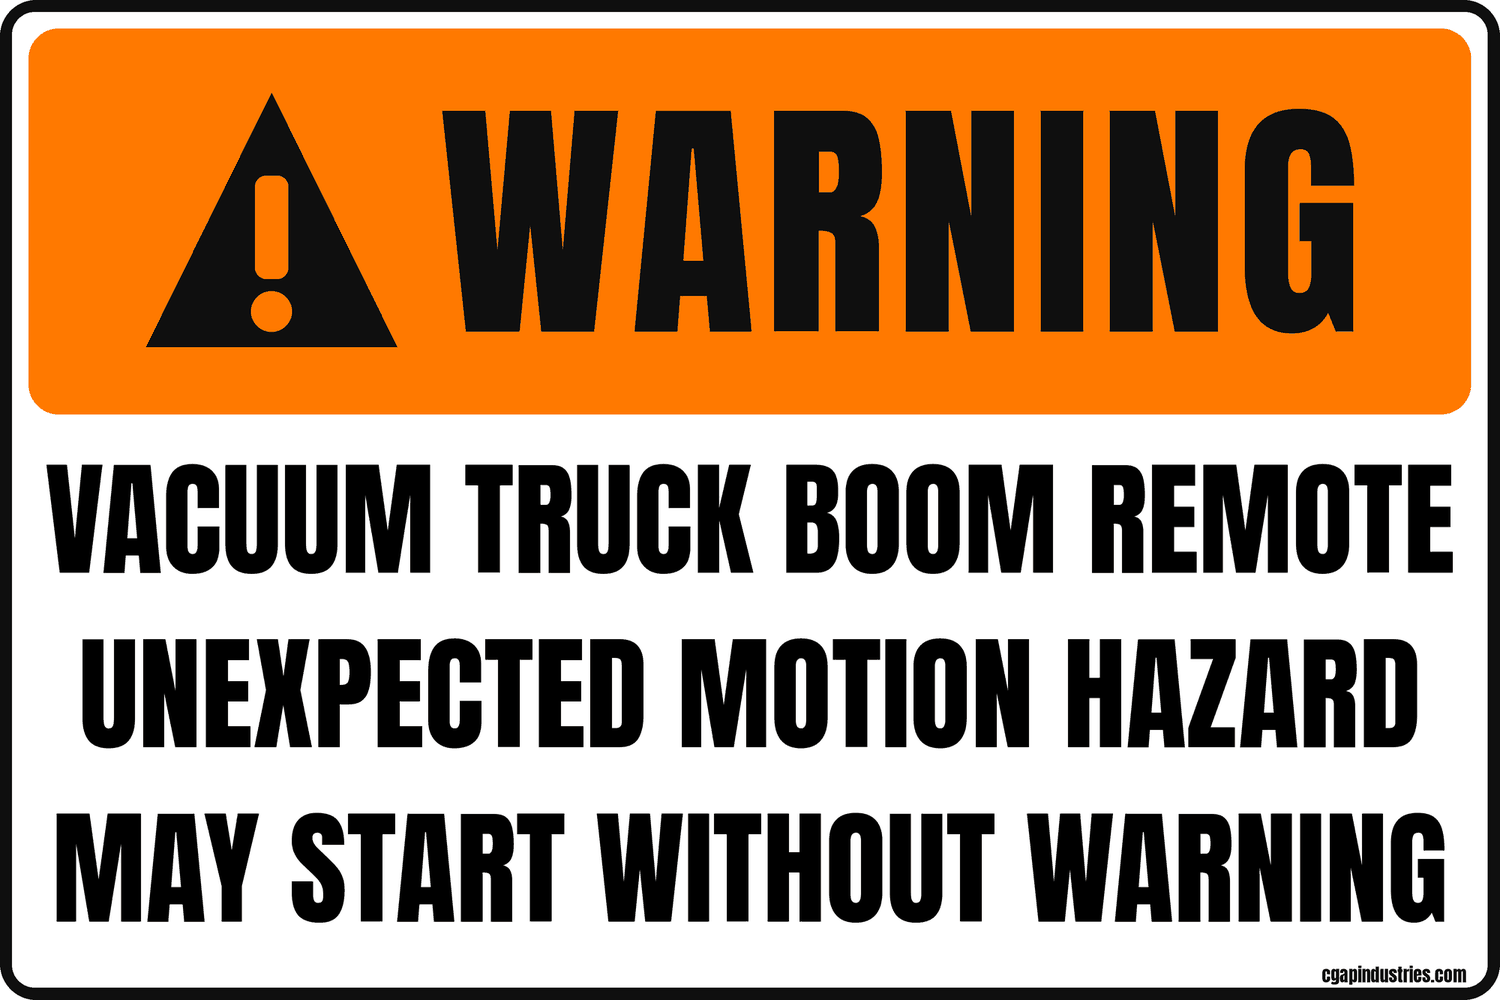 WARNING
VACUUM TRUCK BOOM REMOTE
UNEXPECTED MOTION HAZARD
MAY START WITHOUT WARNING
cgapindustries.com